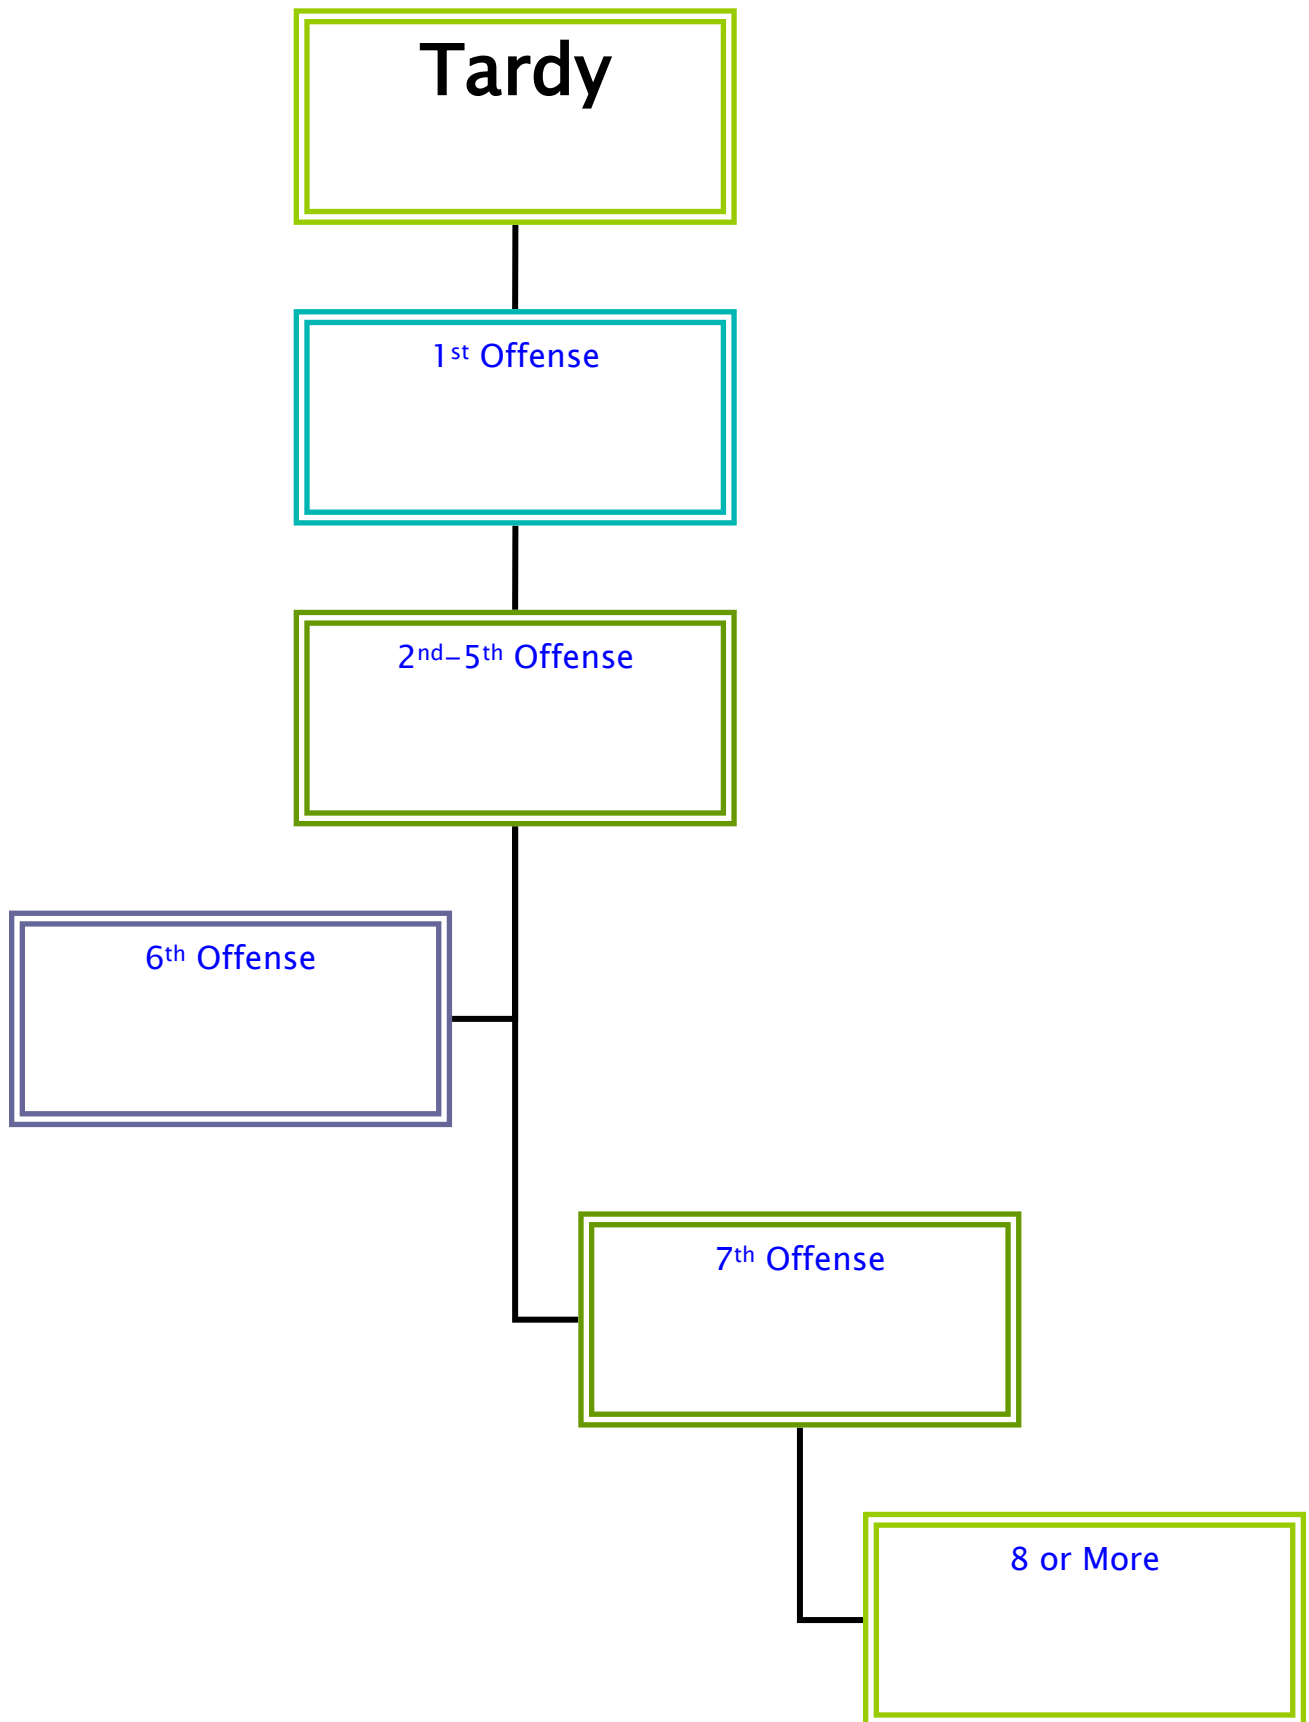 Tardy
1st Offense
2nd–5th Offense
6th Offense
7th Offense
8 or More